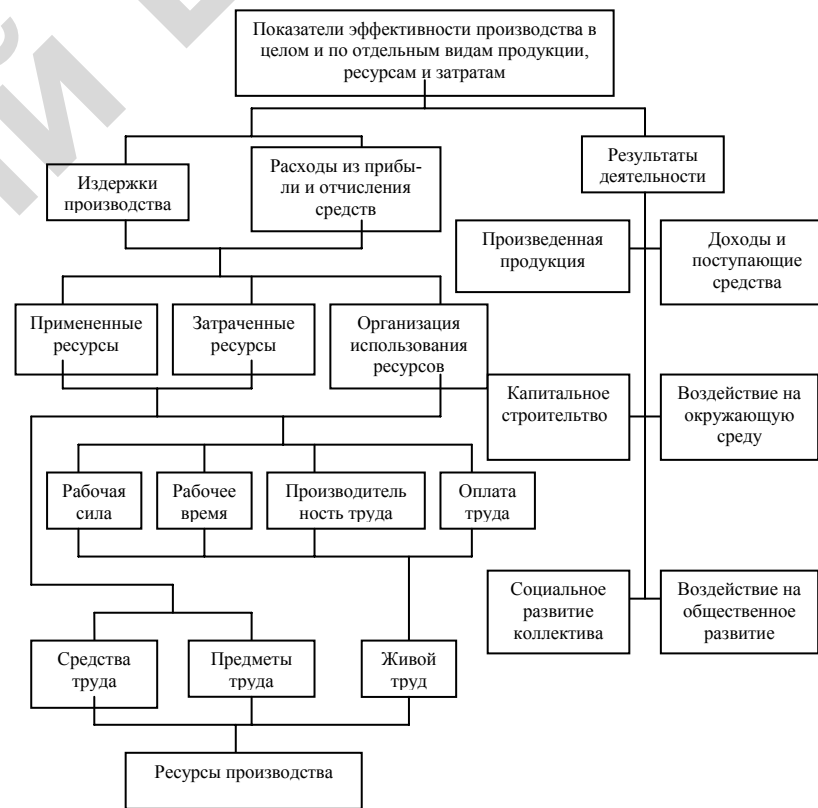 Показатели эффективности производства в
целом и по отдельным видам продукции,
ресурсам и затратам
Издержки
производства
Расходы из прибы-
ли и отчисления
средств
Результаты
деятельности
Произведенная
продукция
Доходы и
поступающие
средства
Примененные
ресурсы
Затраченные
ресурсы
Организация
использования
ресурсов
Капитальное
строительство
Воздействие на
окружающую
среду
Рабочая
сила
Рабочее
время
Производитель
ность труда
Оплата
труда
Социальное
развитие
коллектива
Воздействие на
общественное
развитие
Средства
труда
Предметы
труда
Живой
труд
Ресурсы производства